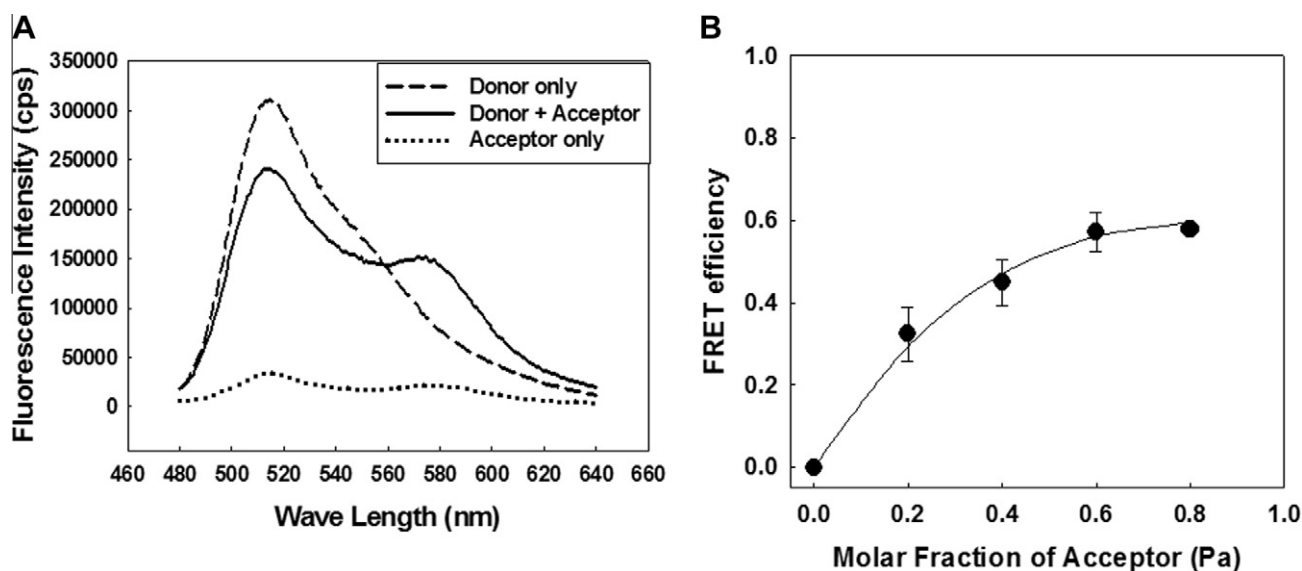 A
Fluorescence Intensity (cps)
350000
300000
250000
200000
150000
100000
50000
0
Donor only
Donor + Acceptor
Acceptor only
460 480 500 520 540 560 580 600 620 640 660
Wave Length (nm)
B
FRET efficiency
1.0
0.8
0.6
0.4
0.2
0.0
0.0 0.2 0.4 0.6 0.8 1.0
Molar Fraction of Acceptor (Pa)